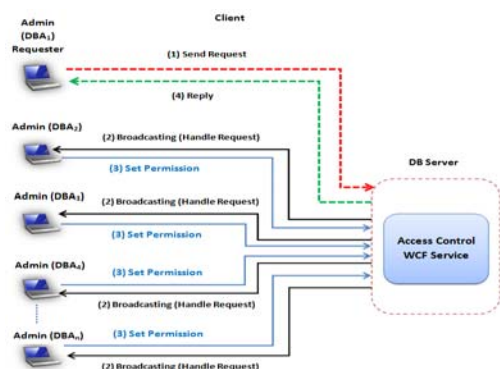 Client
Admin
(DBA₁)
Requester
(1) Send Request
(4) Reply
Admin (DBA₂)
(2) Broadcasting (Handle Request)
(3) Set Permission
DB Server
Access Control
WCF Service
Admin (DBA₃)
(2) Broadcasting (Handle Request)
(3) Set Permission
Admin (DBA₄)
(3) Set Permission
(2) Broadcasting (Handle Request)
Admin (DBAₙ)
(3) Set Permission
(2) Broadcasting (Handle Request)